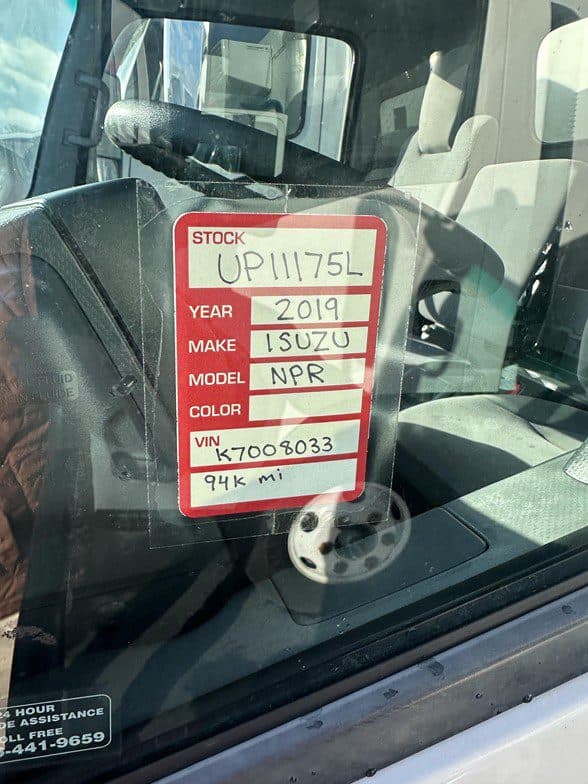 STOCK
UP11175L
YEAR 2019
MAKE ISUZU
MODEL NPR
COLOR
VIN
K7008033
94k mi
24 HOUR
DE ASSISTANCE
OLL FREE
-441-9659